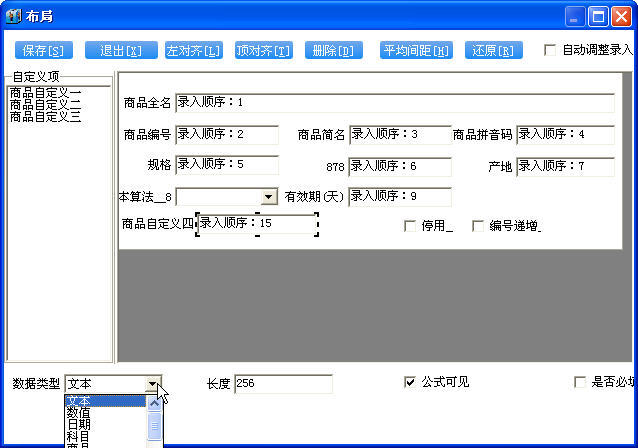 布局
保存[S] 退出[X] 左对齐[L] 顶对齐[T] 删除[D] 平均间距[H] 还原[R] 自动调整录入
自定义项
商品自定义一
商品自定义二
商品自定义三
商品全名 录入顺序：1
商品编号 录入顺序：2 商品简名 录入顺序：3 商品拼音码 录入顺序：4
规格 录入顺序：5 878 录入顺序：6 产地 录入顺序：7
本算法__8 有效期(天) 录入顺序：9
商品自定义四 录入顺序：15 停用_ 编号递增_
数据类型 文本 长度 256 公式可见 是否必填
文本
数值
日期
科目